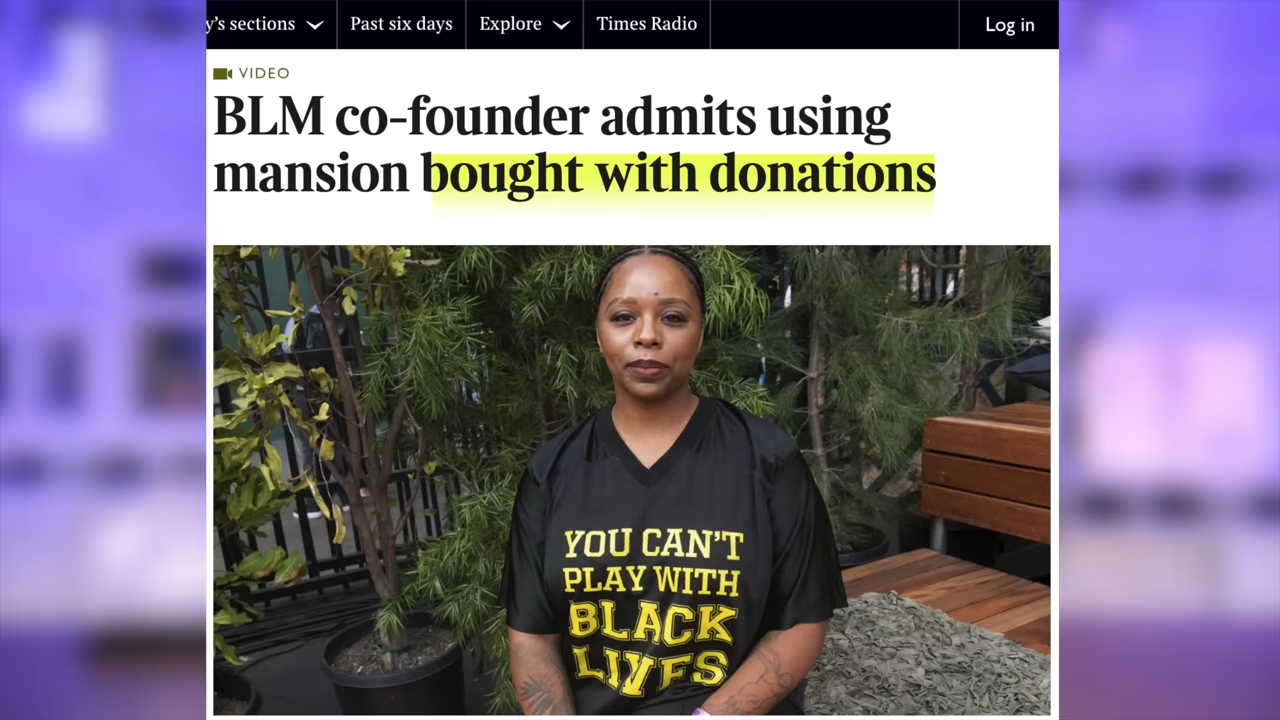 y's sections Past six days Explore Times Radio Log in
VIDEO
BLM co-founder admits using
mansion bought with donations
YOU CAN'T
PLAY WITH
BLACK
LIVES